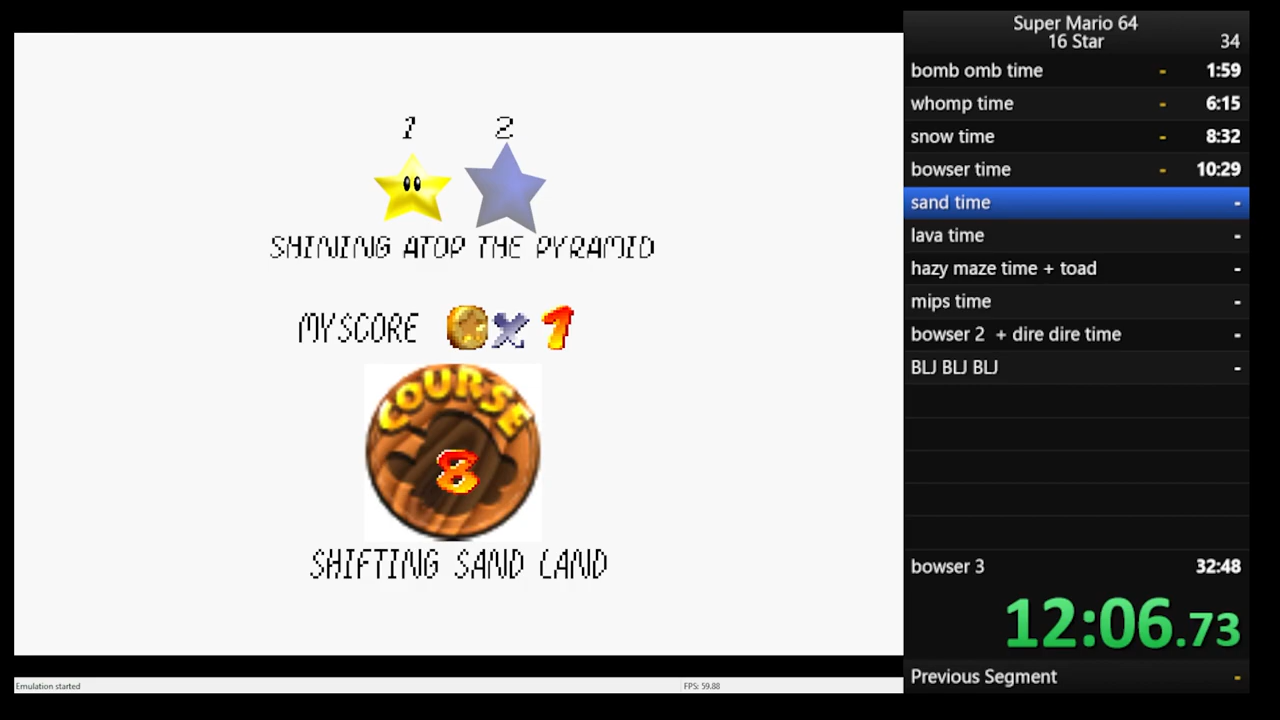 1 2
SHINING ATOP THE PYRAMID
MY SCORE x 1
COURSE
8
SHIFTING SAND LAND
Emulation started FPS: 59.88
Super Mario 64
16 Star 34
bomb omb time - 1:59
whomp time - 6:15
snow time - 8:32
bowser time - 10:29
sand time -
lava time -
hazy maze time + toad -
mips time -
bowser 2 + dire dire time -
BLJ BLJ BLJ -
bowser 3 32:48
12:06.73
Previous Segment -